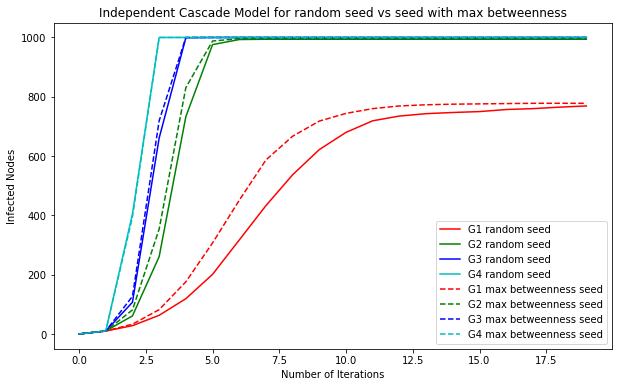 Independent Cascade Model for random seed vs seed with max betweenness
1000
800
600
400
200
0
Infected Nodes
G1 random seed
G2 random seed
G3 random seed
G4 random seed
G1 max betweenness seed
G2 max betweenness seed
G3 max betweenness seed
G4 max betweenness seed
0.0 2.5 5.0 7.5 10.0 12.5 15.0 17.5
Number of Iterations